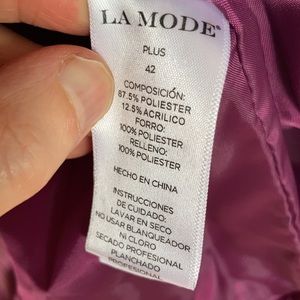 LA MODE®
PLUS
42
COMPOSICIÓN:
87.5% POLIESTER
12.5% ACRILICO
FORRO:
100% POLIESTER
RELLENO:
100% POLIESTER
HECHO EN CHINA
INSTRUCCIONES
DE CUIDADO:
LAVAR EN SECO
NO USAR BLANQUEADOR
NI CLORO
SECADO PROFESIONAL
PLANCHADO
PROFESIONAL